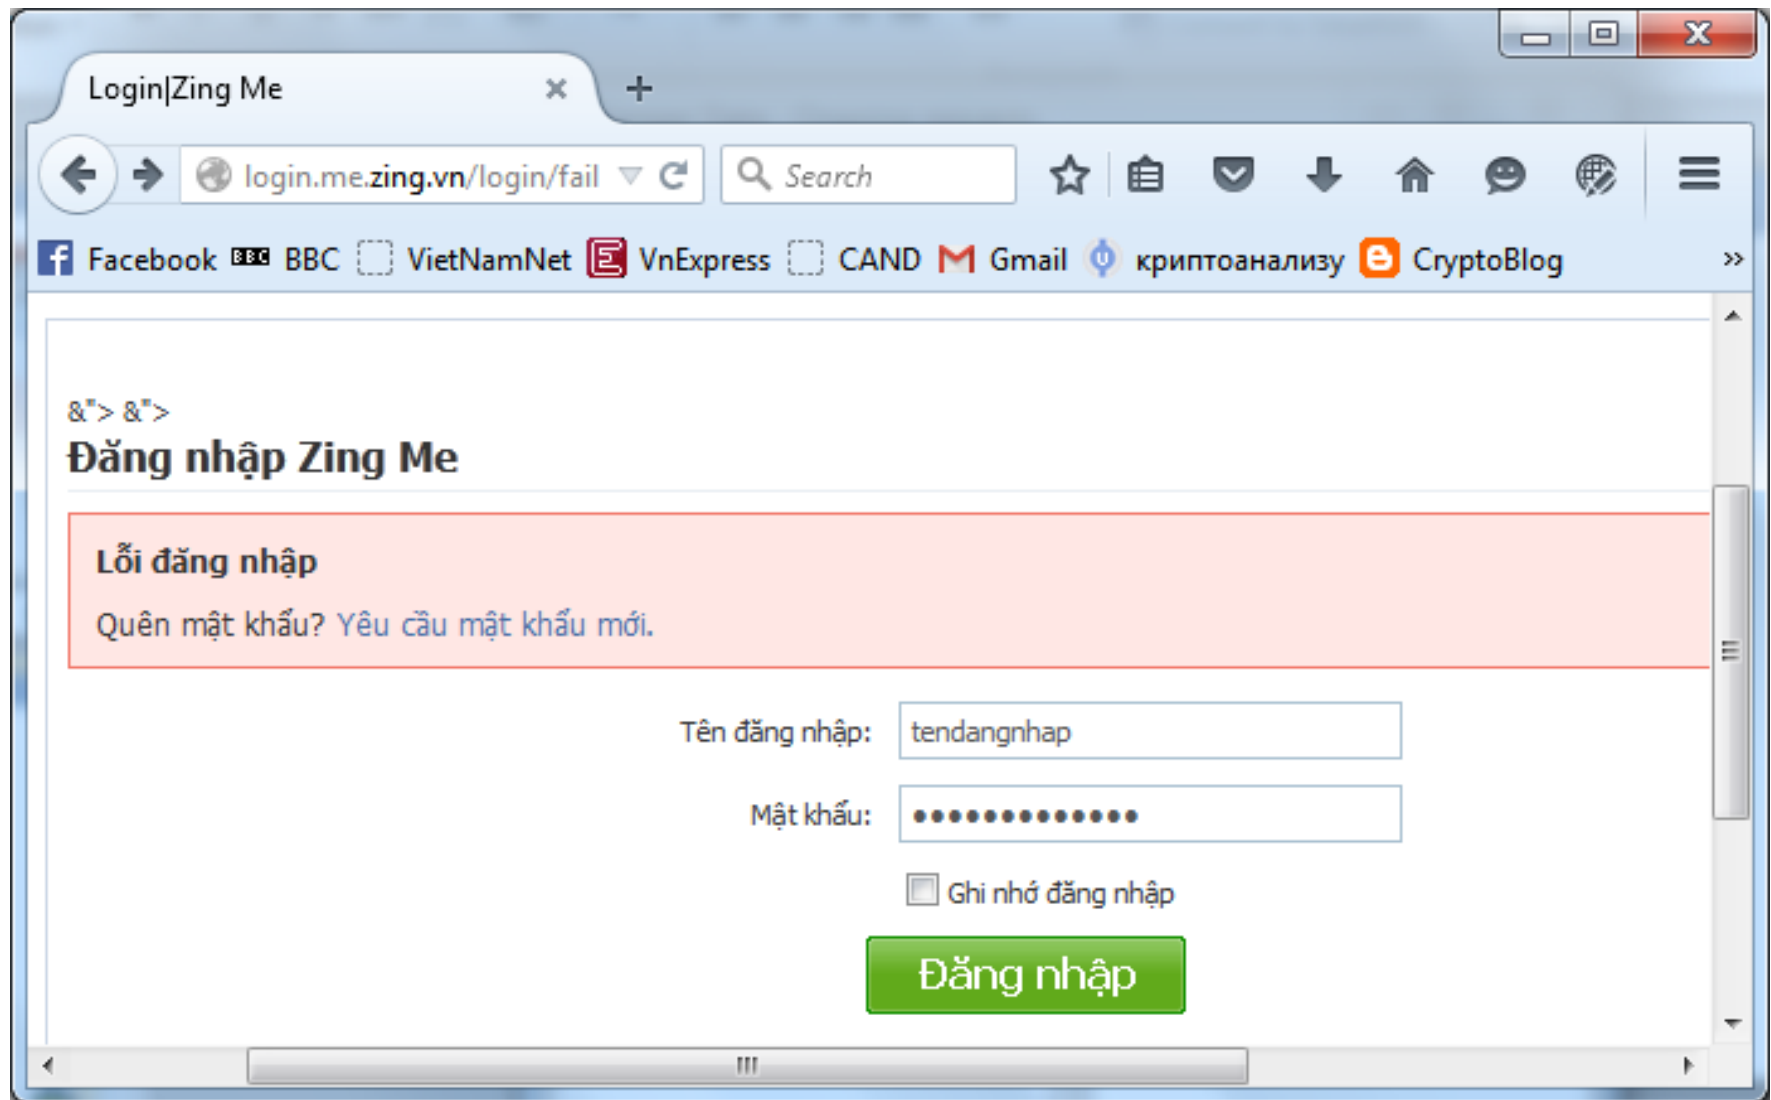 Login|Zing Me
login.me.zing.vn/login/fail
Search
Facebook BBC BBC VietNamNet E VnExpress CAND Gmail криптоанализу CryptoBlog »
&"> &">
Đăng nhập Zing Me
Lỗi đăng nhập
Quên mật khẩu? Yêu cầu mật khẩu mới.
Tên đăng nhập: tendangnhap
Mật khẩu: •••••••••••••
Ghi nhớ đăng nhập
Đăng nhập